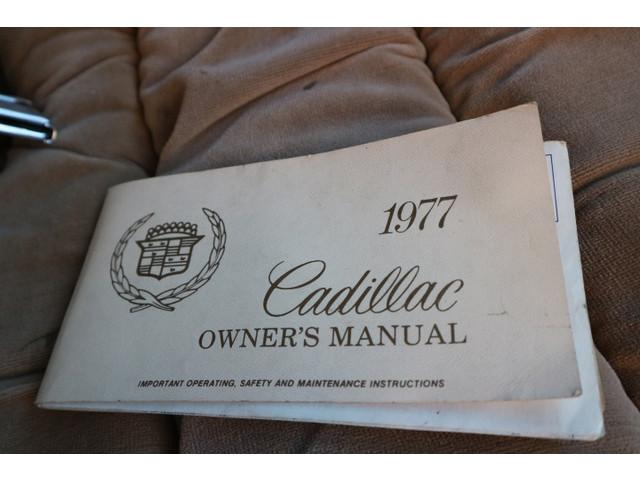 1977
Cadillac
OWNER'S MANUAL
IMPORTANT OPERATING, SAFETY AND MAINTENANCE INSTRUCTIONS